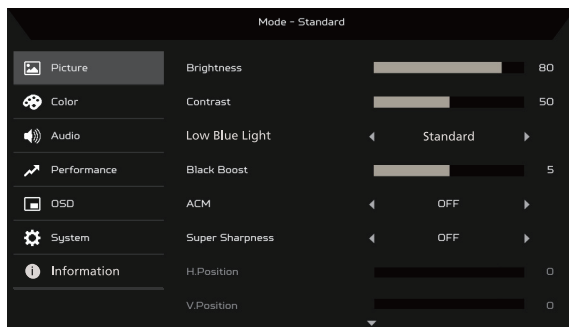 Mode - Standard
Picture
Brightness 80
Color
Contrast 50
Audio
Low Blue Light Standard
Performance
Black Boost 5
OSD
ACM OFF
System
Super Sharpness OFF
Information
H.Position 0
V.Position 0